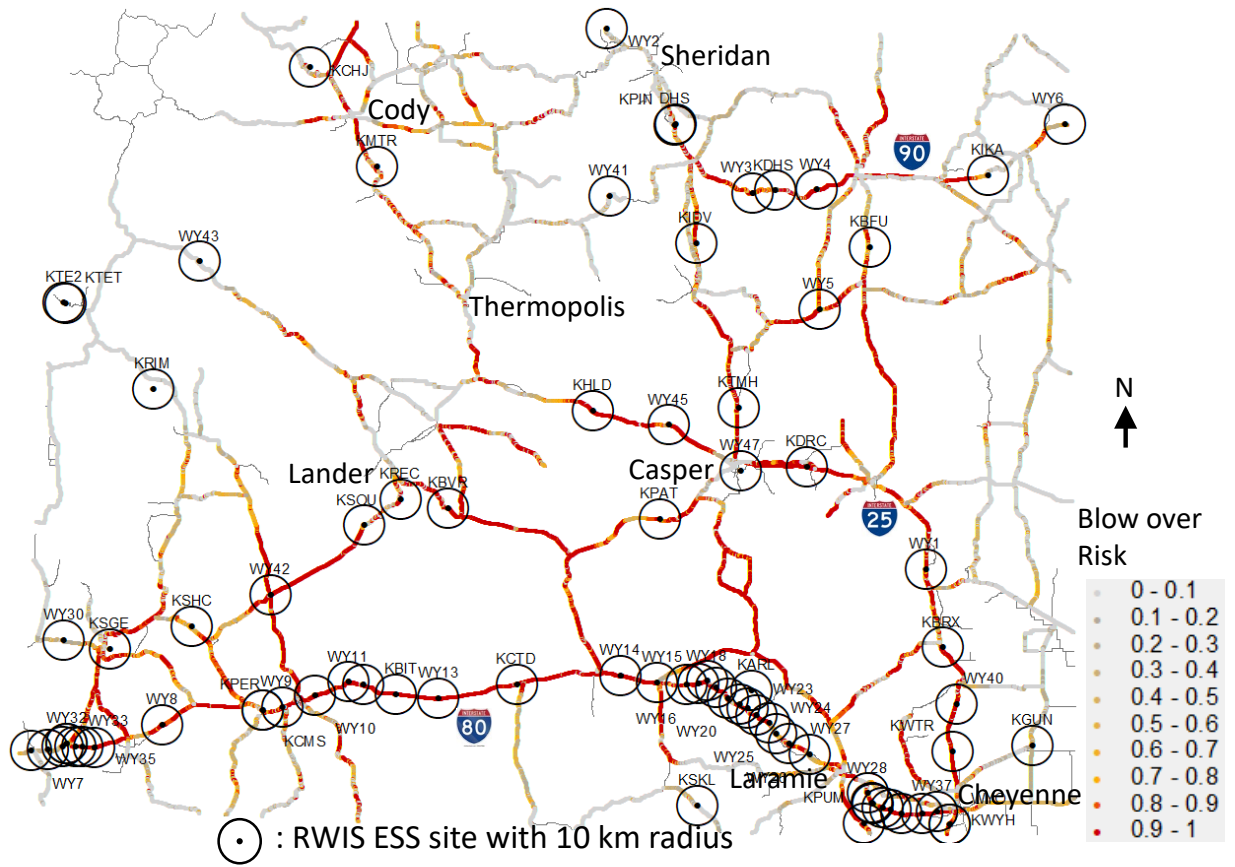 WY2
Sheridan
KCHJ
KPIN
DHS
Cody
WY6
INTERSTATE
90
KMTR
KIKA
WY41
WY3
KDHS
WY4
KIDV
KBFU
WY43
KTE2
KTET
Thermopolis
WY5
KRIM
KHLD
KTMH
N
WY45
WY47
KDRC
Lander
Casper
KREC
KBVR
KSOU
KPAT
INTERSTATE
25
Blow over
Risk
WY1
WY42
0 - 0.1
0.1 - 0.2
0.2 - 0.3
0.3 - 0.4
0.4 - 0.5
0.5 - 0.6
0.6 - 0.7
0.7 - 0.8
0.8 - 0.9
0.9 - 1
WY30
KSGE
KSHC
KBRX
WY14
WY15
WY18
KARL
WY11
KBIT
WY13
KCTD
KPER
WY9
WY40
WY8
WY23
WY24
WY32
WY33
WY10
WY16
WY20
INTERSTATE
80
KCMS
WY27
KWTR
KGUN
WY35
WY25
WY7
Laramie
WY28
KSKL
KPUM
WY37
Cheyenne
KWYH
: RWIS ESS site with 10 km radius